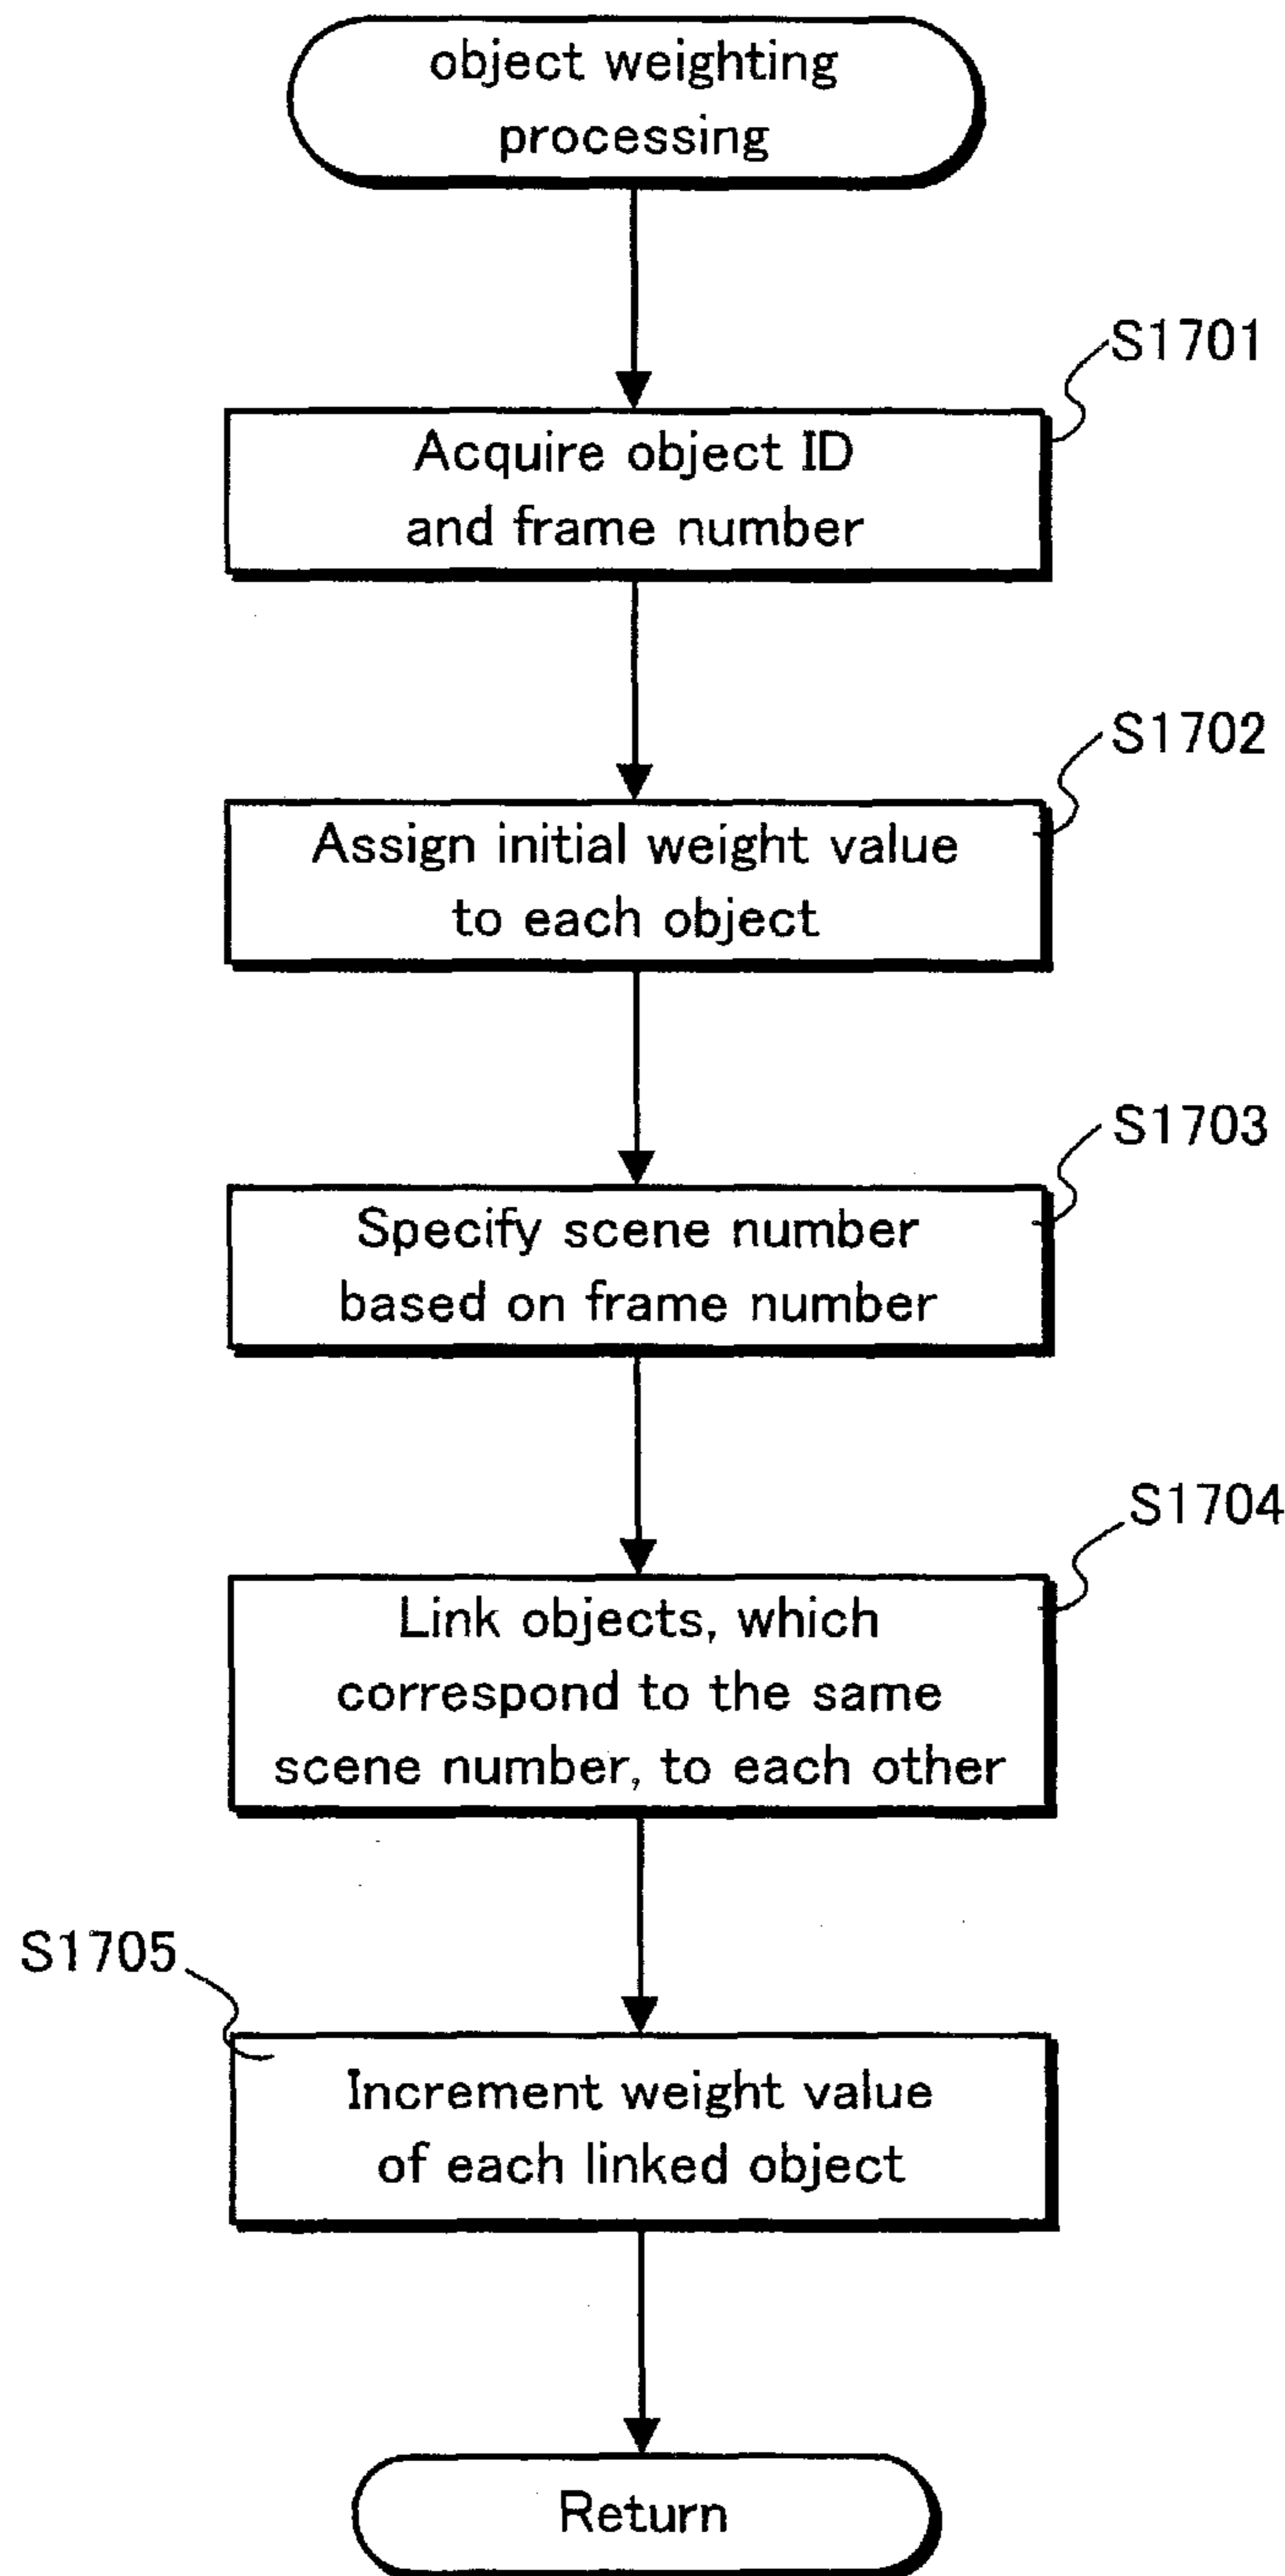 object weighting
processing
S1701
Acquire object ID
and frame number
S1702
Assign initial weight value
to each object
S1703
Specify scene number
based on frame number
S1704
Link objects, which
correspond to the same
scene number, to each other
S1705
Increment weight value
of each linked object
Return